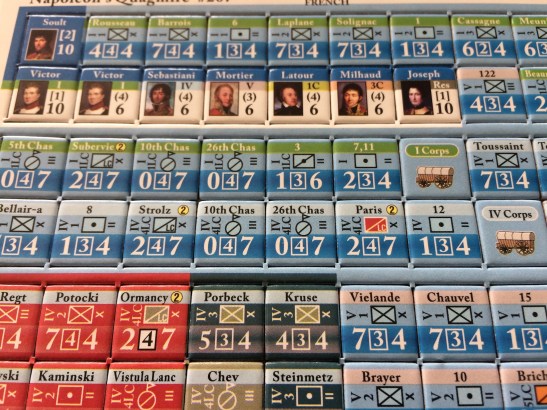 Napoleon's Quagmire
FRENCH
Soult [2] 10
Rousseau 4 4 4
Barrois 7 4 4
6 1 3 4
Laplane 7 3 4
Solignac 7 3 4
1 1 3 4
Cassagne 6 2 4
Victor [1] 10
Victor I (4) 6
Sebastiani IV (4) 6
Mortier V (3) 6
Latour 1C (4) 6
Milhaud 3C (4) 6
Joseph Res [1] 10
122 4 3 4
5th Chas 0 4 7
Subervie 2 2 4 7
10th Chas 0 4 7
26th Chas 0 4 7
3 1 3 6
7,11 2 3 4
I Corps
Toussaint 7 3 4
Bellair-a 3 4
8 1 3 4
Strolz 2 2 4 7
10th Chas 0 4 7
26th Chas 0 4 7
Paris 2 2 4 7
12 1 3 4
IV Corps
Regt 4
Potocki 7 4 4
Ormancy 2 2 4 7
Porbeck 5 3 4
Kruse 4 3 4
Vielande 7 3 4
Chauvel 7 3 4
15 1 3
Kaminski
Vistula Lanc
Chev
Steinmetz
Brayer
10